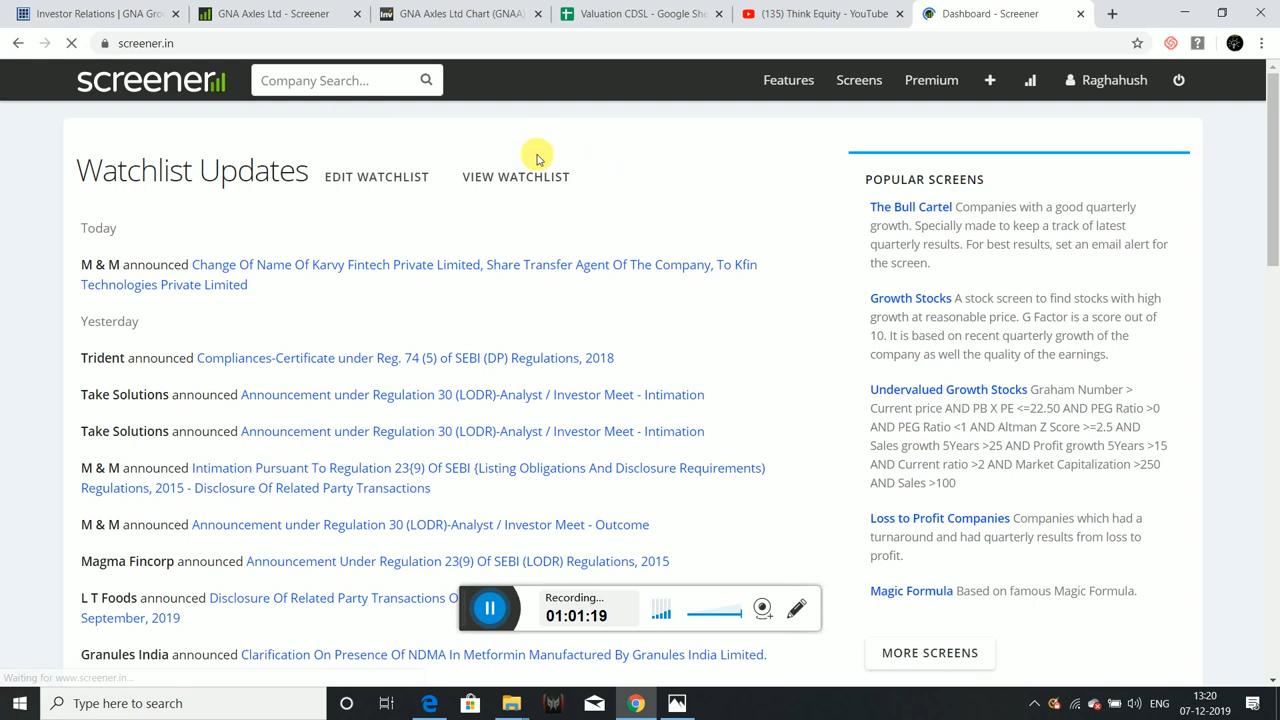 Investor Relations | GNA Gro
GNA Axles Ltd - Screener
GNA Axles Ltd Chart (GNAA)
Valuation CDSL - Google She
(135) Think Equity - YouTube
Dashboard - Screener
screener.in
screener
Company Search...
Features
Screens
Premium
Raghahush
Watchlist Updates
EDIT WATCHLIST
VIEW WATCHLIST
Today
M & M announced Change Of Name Of Karvy Fintech Private Limited, Share Transfer Agent Of The Company, To Kfin
Technologies Private Limited
Yesterday
Trident announced Compliances-Certificate under Reg. 74 (5) of SEBI (DP) Regulations, 2018
Take Solutions announced Announcement under Regulation 30 (LODR)-Analyst / Investor Meet - Intimation
Take Solutions announced Announcement under Regulation 30 (LODR)-Analyst / Investor Meet - Intimation
M & M announced Intimation Pursuant To Regulation 23{9) Of SEBI {Listing Obligations And Disclosure Requirements)
Regulations, 2015 - Disclosure Of Related Party Transactions
M & M announced Announcement under Regulation 30 (LODR)-Analyst / Investor Meet - Outcome
Magma Fincorp announced Announcement Under Regulation 23(9) Of SEBI (LODR) Regulations, 2015
L T Foods announced Disclosure Of Related Party Transactions O
September, 2019
Granules India announced Clarification On Presence Of NDMA In Metformin Manufactured By Granules India Limited.
POPULAR SCREENS
The Bull Cartel Companies with a good quarterly
growth. Specially made to keep a track of latest
quarterly results. For best results, set an email alert for
the screen.
Growth Stocks A stock screen to find stocks with high
growth at reasonable price. G Factor is a score out of
10. It is based on recent quarterly growth of the
company as well the quality of the earnings.
Undervalued Growth Stocks Graham Number >
Current price AND PB X PE <=22.50 AND PEG Ratio >0
AND PEG Ratio <1 AND Altman Z Score >=2.5 AND
Sales growth 5Years >25 AND Profit growth 5Years >15
AND Current ratio >2 AND Market Capitalization >250
AND Sales >100
Loss to Profit Companies Companies which had a
turnaround and had quarterly results from loss to
profit.
Magic Formula Based on famous Magic Formula.
MORE SCREENS
Recording...
01:01:19
Waiting for www.screener.in...
Type here to search
ENG
13:20
07-12-2019